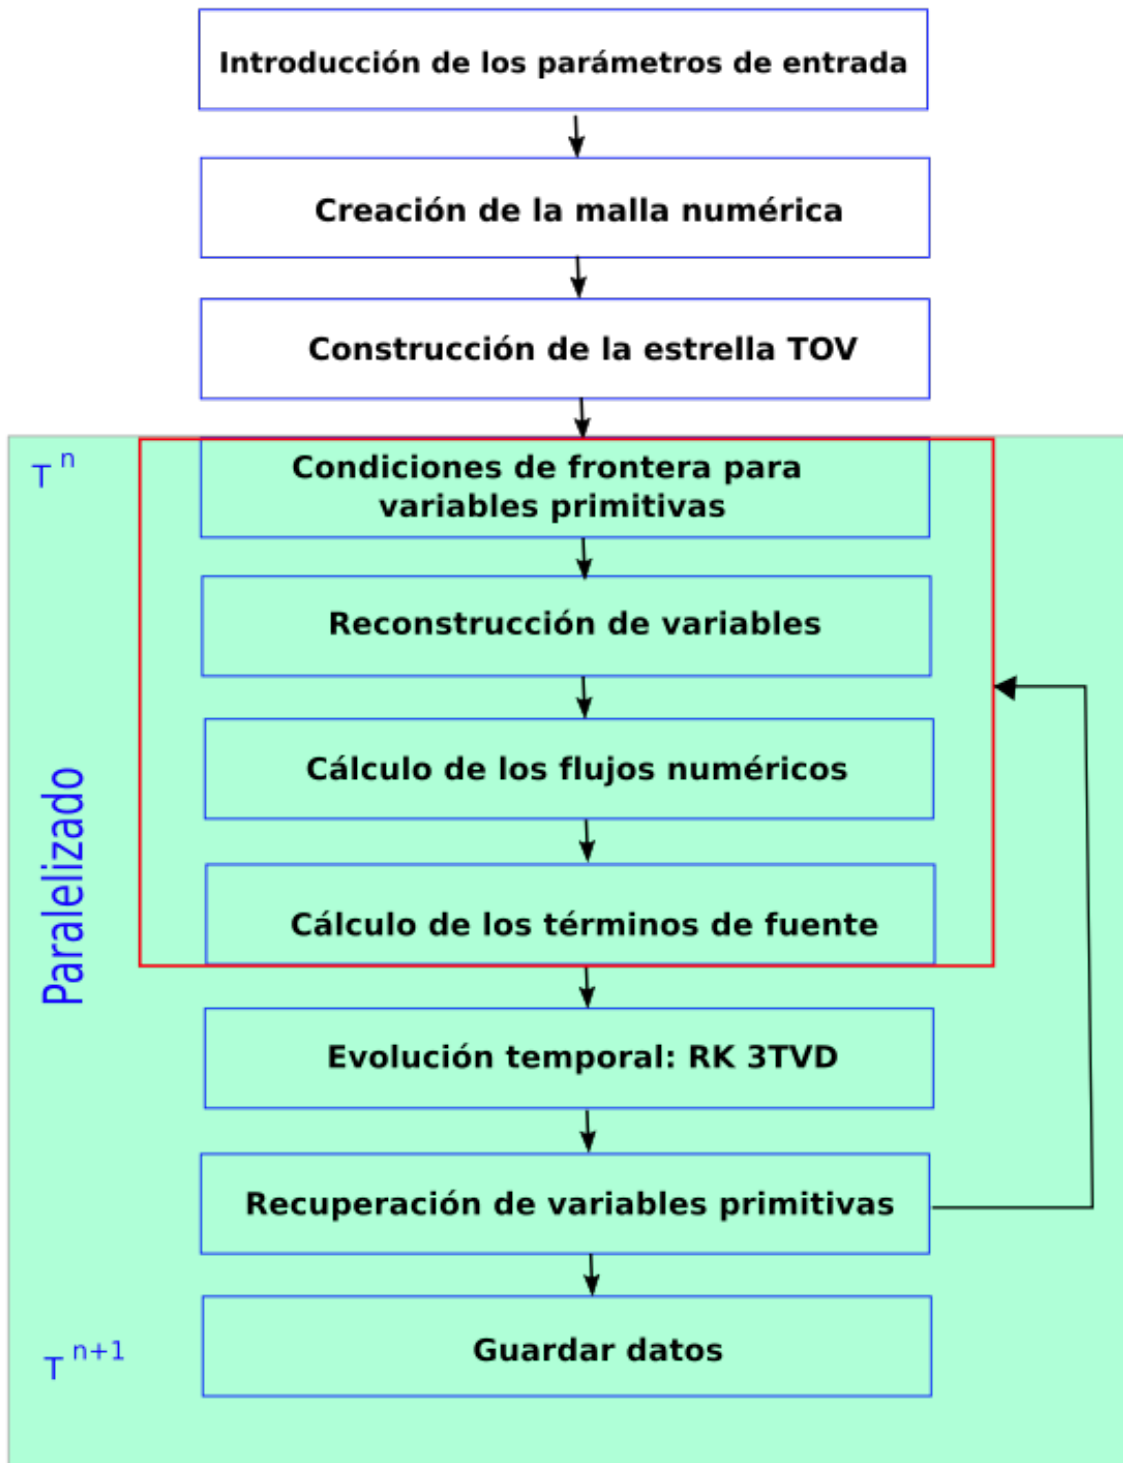 Introducción de los parámetros de entrada
Creación de la malla numérica
Construcción de la estrella TOV
T^n
Condiciones de frontera para
variables primitivas
Reconstrucción de variables
Cálculo de los flujos numéricos
Paralelizado
Cálculo de los términos de fuente
Evolución temporal: RK 3TVD
Recuperación de variables primitivas
Guardar datos
T^n+1